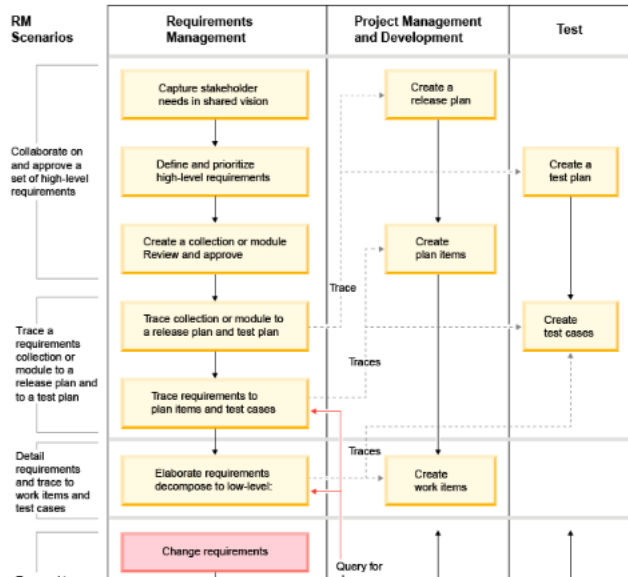 RM
Scenarios
Requirements
Management
Project Management
and Development
Test
Collaborate on
and approve a
set of high-level
requirements
Capture stakeholder
needs in shared vision
Create a
release plan
Define and prioritize
high-level requirements
Create a
test plan
Create a collection or module
Review and approve
Create
plan items
Trace
Trace a
requirements
collection or
module to a
release plan and
to a test plan
Trace collection or module to
a release plan and test plan
Create
test cases
Traces
Trace requirements to
plan items and test cases
Detail
requirements
and trace to
work items and
test cases
Traces
Elaborate requirements
decompose to low-level:
Create
work items
Change requirements
Query for